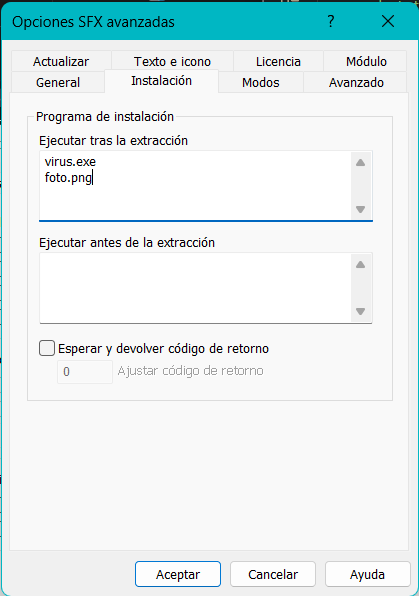 Opciones SFX avanzadas
?
Actualizar Texto e icono Licencia Módulo
General Instalación Modos Avanzado
Programa de instalación
Ejecutar tras la extracción
virus.exe
foto.png
Ejecutar antes de la extracción
Esperar y devolver código de retorno
0 Ajustar código de retorno
Aceptar Cancelar Ayuda